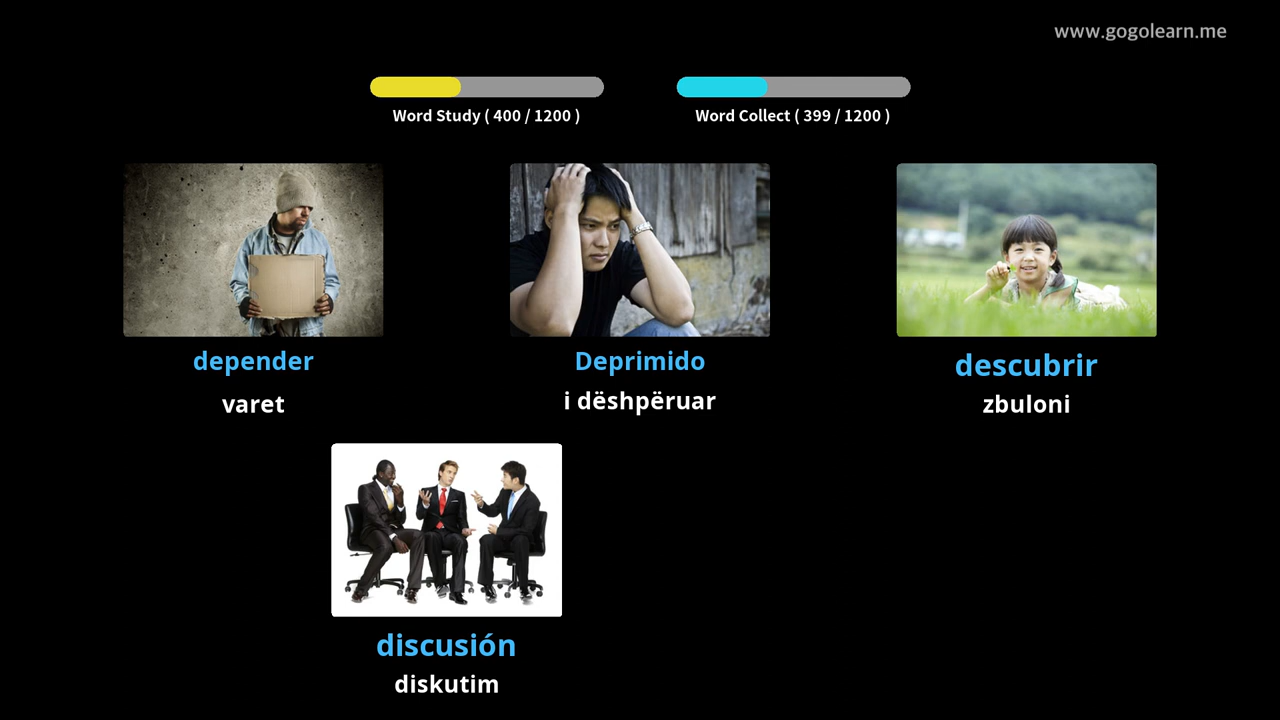 www.gogolearn.me
Word Study ( 400 / 1200 )
Word Collect ( 399 / 1200 )
depender
varet
Deprimido
i dëshpëruar
descubrir
zbuloni
discusión
diskutim